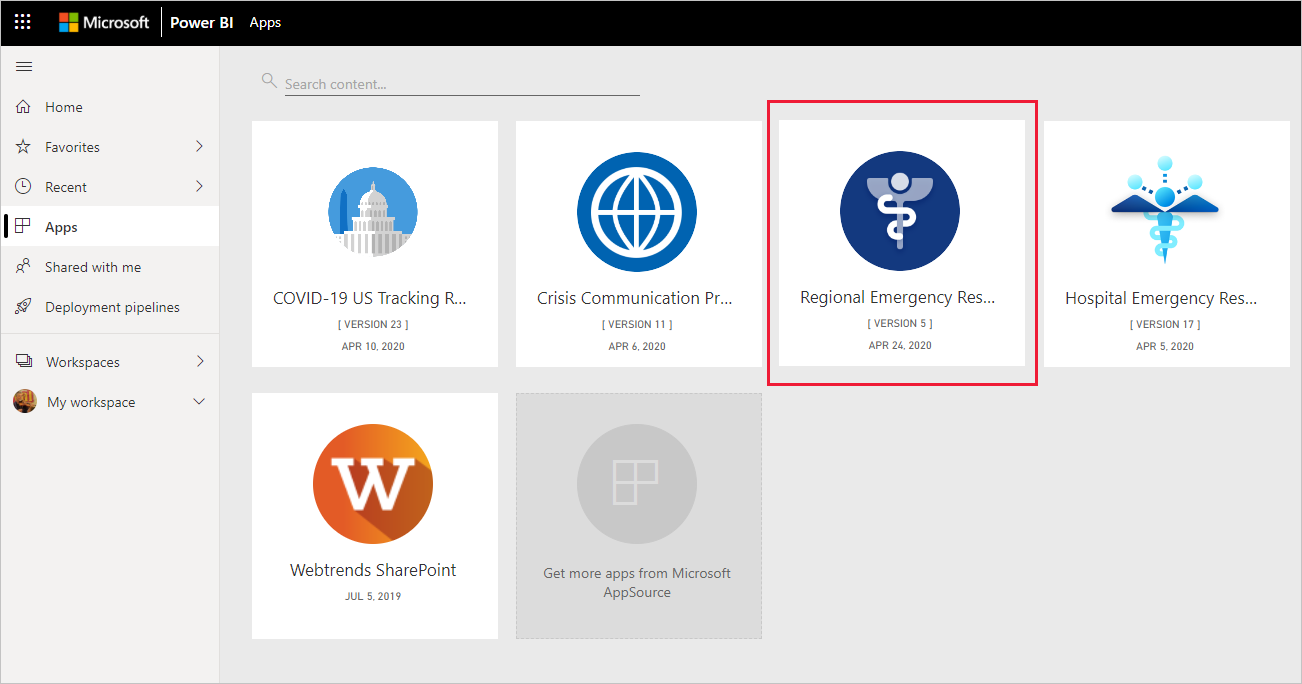 Microsoft Power BI Apps
Search content...
Home
Favorites
Recent
Apps
Shared with me
Deployment pipelines
Workspaces
My workspace
COVID-19 US Tracking R...
[ VERSION 23 ]
APR 10, 2020
Crisis Communication Pr...
[ VERSION 11 ]
APR 6, 2020
Regional Emergency Res...
[ VERSION 5 ]
APR 24, 2020
Hospital Emergency Res...
[ VERSION 17 ]
APR 5, 2020
W
Webtrends SharePoint
JUL 5, 2019
Get more apps from Microsoft
AppSource